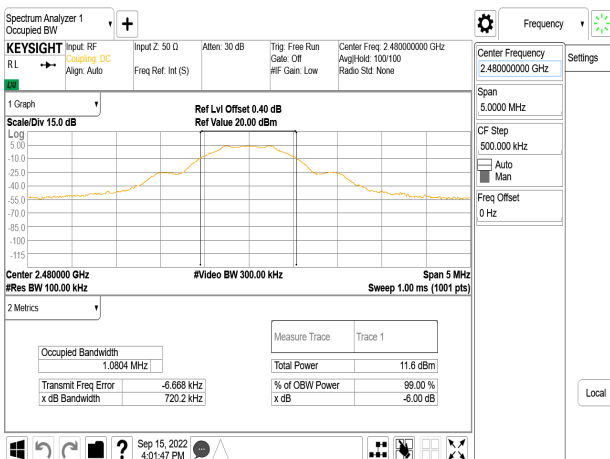 Spectrum Analyzer 1
Occupied BW
Frequency
KEYSIGHT
Input: RF
Coupling: DC
Align: Auto
Input Z: 50 Ω
Freq Ref: Int (S)
Atten: 30 dB
Trig: Free Run
Gate: Off
#IF Gain: Low
Center Freq: 2.480000000 GHz
Avg|Hold: 100/100
Radio Std: None
R L
LXI
Center Frequency
2.480000000 GHz
Settings
Span
5.0000 MHz
CF Step
500.000 kHz
Auto
Man
Freq Offset
0 Hz
Local
1 Graph
Scale/Div 15.0 dB
Ref Lvl Offset 0.40 dB
Ref Value 20.00 dBm
Log
5.00
-10.0
-25.0
-40.0
-55.0
-70.0
-85.0
-100
-115
Center 2.480000 GHz
#Video BW 300.00 kHz
Span 5 MHz
#Res BW 100.00 kHz
Sweep 1.00 ms (1001 pts)
2 Metrics
Measure Trace
Trace 1
Occupied Bandwidth
1.0804 MHz
Total Power
11.6 dBm
Transmit Freq Error
-6.668 kHz
% of OBW Power
99.00 %
x dB Bandwidth
720.2 kHz
x dB
-6.00 dB
?
Sep 15, 2022
4:01:47 PM